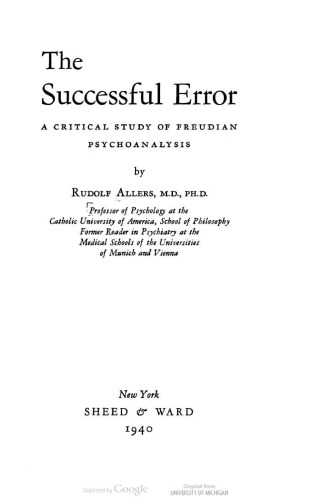 The
Successful Error
A CRITICAL STUDY OF FREUDIAN
PSYCHOANALYSIS
by
RUDOLF ALLERS, M.D., PH.D.
Professor of Psychology at the
Catholic University of America, School of Philosophy
Former Reader in Psychiatry at the
Medical Schools of the Universities
of Munich and Vienna
New York
SHEED & WARD
1940
Digitized by Google
Original from
UNIVERSITY OF MICHIGAN